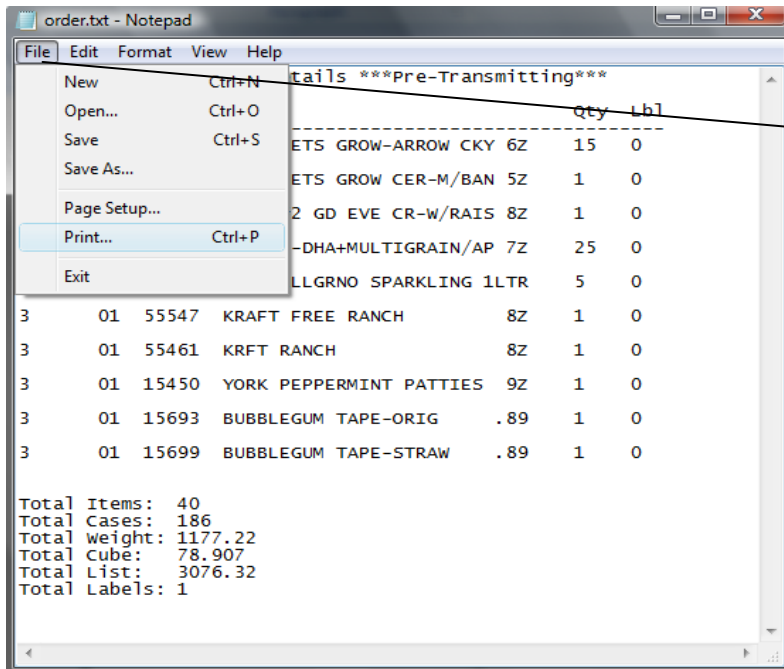 order.txt - Notepad
File Edit Format View Help
New Ctrl+N
Open... Ctrl+O
Save Ctrl+S
Save As...
Page Setup...
Print... Ctrl+P
Exit
tails ***Pre-Transmitting***
Qty Lbl
----------------------------------
ETS GROW-ARROW CKY 6Z 15 0
ETS GROW CER-M/BAN 5Z 1 0
2 GD EVE CR-W/RAIS 8Z 1 0
-DHA+MULTIGRAIN/AP 7Z 25 0
LLGRNO SPARKLING 1LTR 5 0
3 01 55547 KRAFT FREE RANCH 8Z 1 0
3 01 55461 KRFT RANCH 8Z 1 0
3 01 15450 YORK PEPPERMINT PATTIES 9Z 1 0
3 01 15693 BUBBLEGUM TAPE-ORIG .89 1 0
3 01 15699 BUBBLEGUM TAPE-STRAW .89 1 0
Total Items: 40
Total Cases: 186
Total Weight: 1177.22
Total Cube: 78.907
Total List: 3076.32
Total Labels: 1